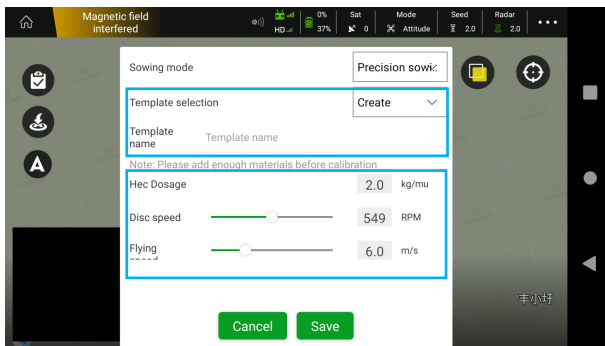 Magnetic field
interfered
HD
0%
37%
Sat
0
Mode
Attitude
Seed
2.0
Radar
2.0
Sowing mode
Precision sowi
Template selection
Create
Template
name
Template name
Note: Please add enough materials before calibration
Hec Dosage
2.0 kg/mu
Disc speed
549 RPM
Flying
speed
6.0 m/s
A
丰小圩
Cancel Save